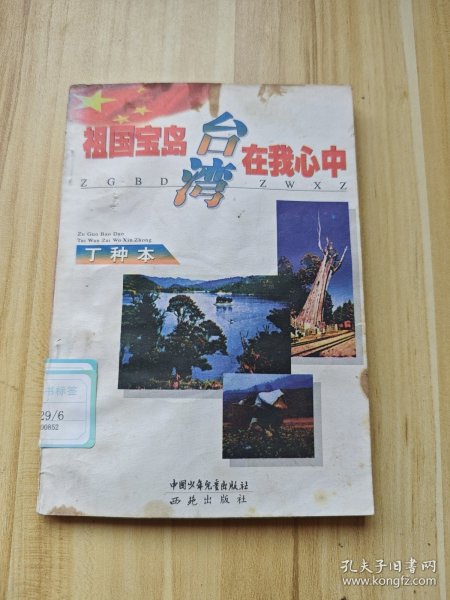 祖国宝岛台湾在我心中
Z G B D Z W X Z
Zu Guo Bao Dao
Tai Wan Zai Wo Xin Zhong
丁种本
书标签
29/6
00852
中国少年儿童出版社
西苑出版社
孔夫子旧书网
www.kongfz.com